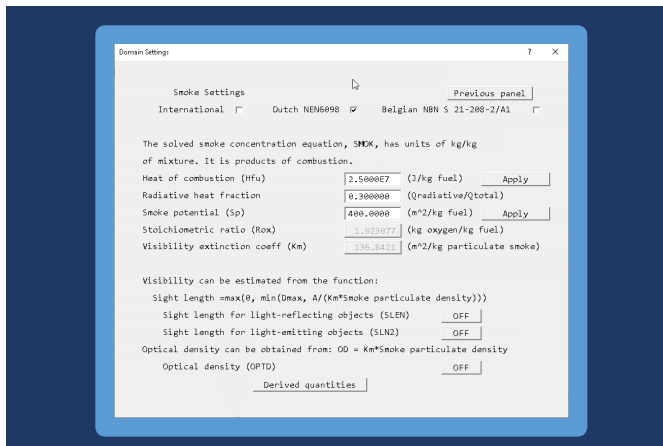 Domain Settings ? ×
Smoke Settings Previous panel
International Dutch NEN6098 Belgian NBN S 21-208-2/A1
The solved smoke concentration equation, SMOK, has units of kg/kg
of mixture. It is products of combustion.
Heat of combustion (Hfu) 2.5000E7 (J/kg fuel) Apply
Radiative heat fraction 0.300000 (Qradiative/Qtotal)
Smoke potential (Sp) 400.0000 (m^2/kg fuel) Apply
Stoichiometric ratio (Rox) 1.923077 (kg oxygen/kg fuel)
Visibility extinction coeff (Km) 136.8421 (m^2/kg particulate smoke)
Visibility can be estimated from the function:
Sight length =max(0, min(Dmax, A/(Km*Smoke particulate density)))
Sight length for light-reflecting objects (SLEN) OFF
Sight length for light-emitting objects (SLN2) OFF
Optical density can be obtained from: OD = Km*Smoke particulate density
Optical density (OPTD) OFF
Derived quantities